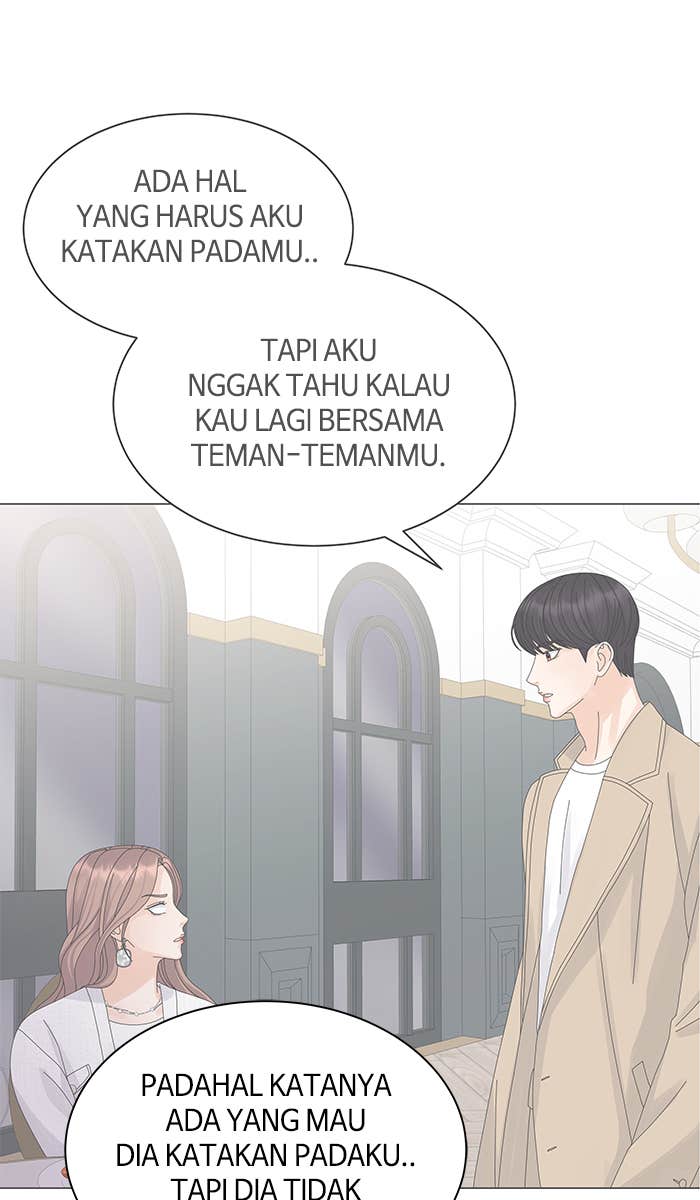 ADA HAL
YANG HARUS AKU
KATAKAN PADAMU..
TAPI AKU
NGGAK TAHU KALAU
KAU LAGI BERSAMA
TEMAN-TEMANMU.
PADAHAL KATANYA
ADA YANG MAU
DIA KATAKAN PADAKU..
TAPI DIA TIDAK